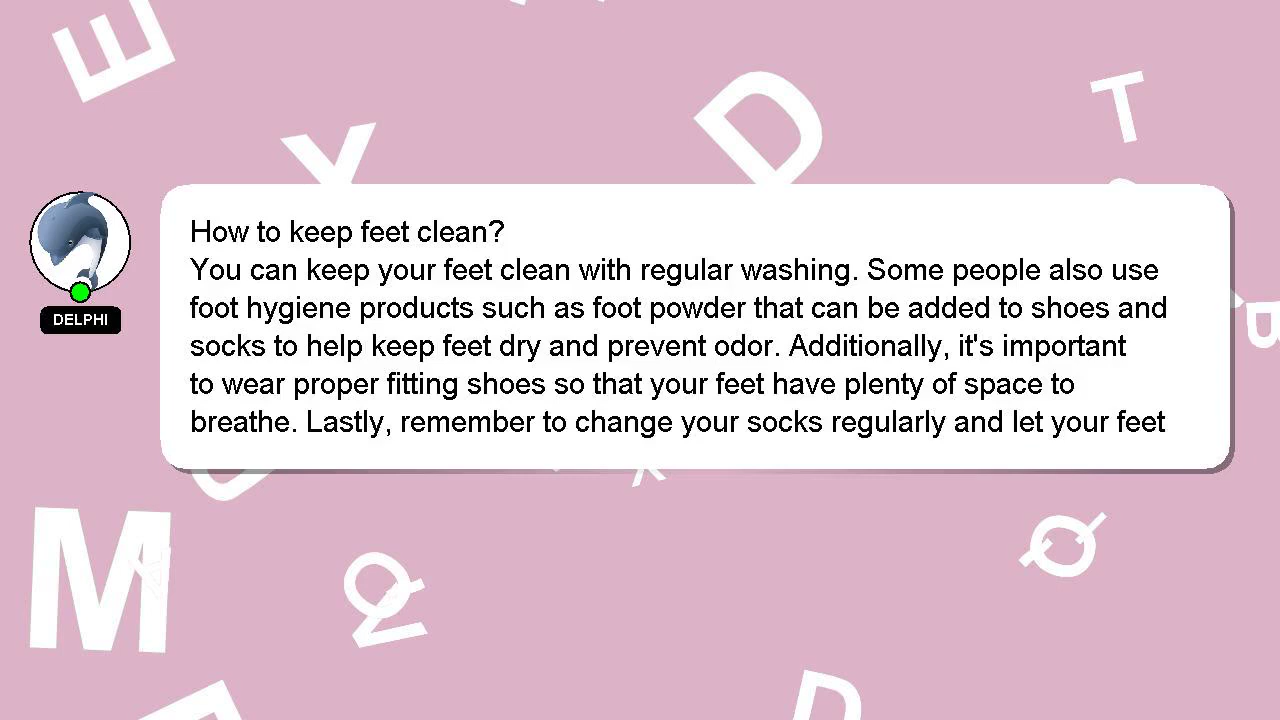 How to keep feet clean?
You can keep your feet clean with regular washing. Some people also use
foot hygiene products such as foot powder that can be added to shoes and
socks to help keep feet dry and prevent odor. Additionally, it's important
to wear proper fitting shoes so that your feet have plenty of space to
breathe. Lastly, remember to change your socks regularly and let your feet
DELPHI
E
Y
D
T
M
Q
Z
Q
D
X